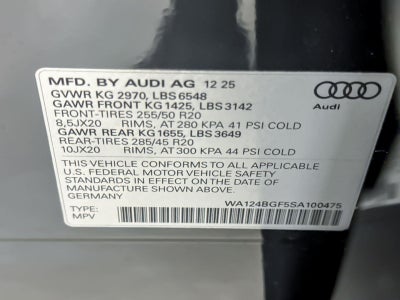 MFD. BY AUDI AG 12 25
GVWR KG 2970, LBS 6548
GAWR FRONT KG 1425, LBS 3142
FRONT-TIRES 255/50 R20
8,5JX20 RIMS, AT 280 KPA 41 PSI COLD
GAWR REAR KG 1655, LBS 3649
REAR-TIRES 285/45 R20
10JX20 RIMS, AT 300 KPA 44 PSI COLD
THIS VEHICLE CONFORMS TO ALL APPLICABLE
U.S. FEDERAL MOTOR VEHICLE SAFETY
STANDARDS IN EFFECT ON THE DATE OF
MANUFACTURE SHOWN ABOVE
GERMANY
TYPE:
MPV
WA124BGF5SA100475
Audi